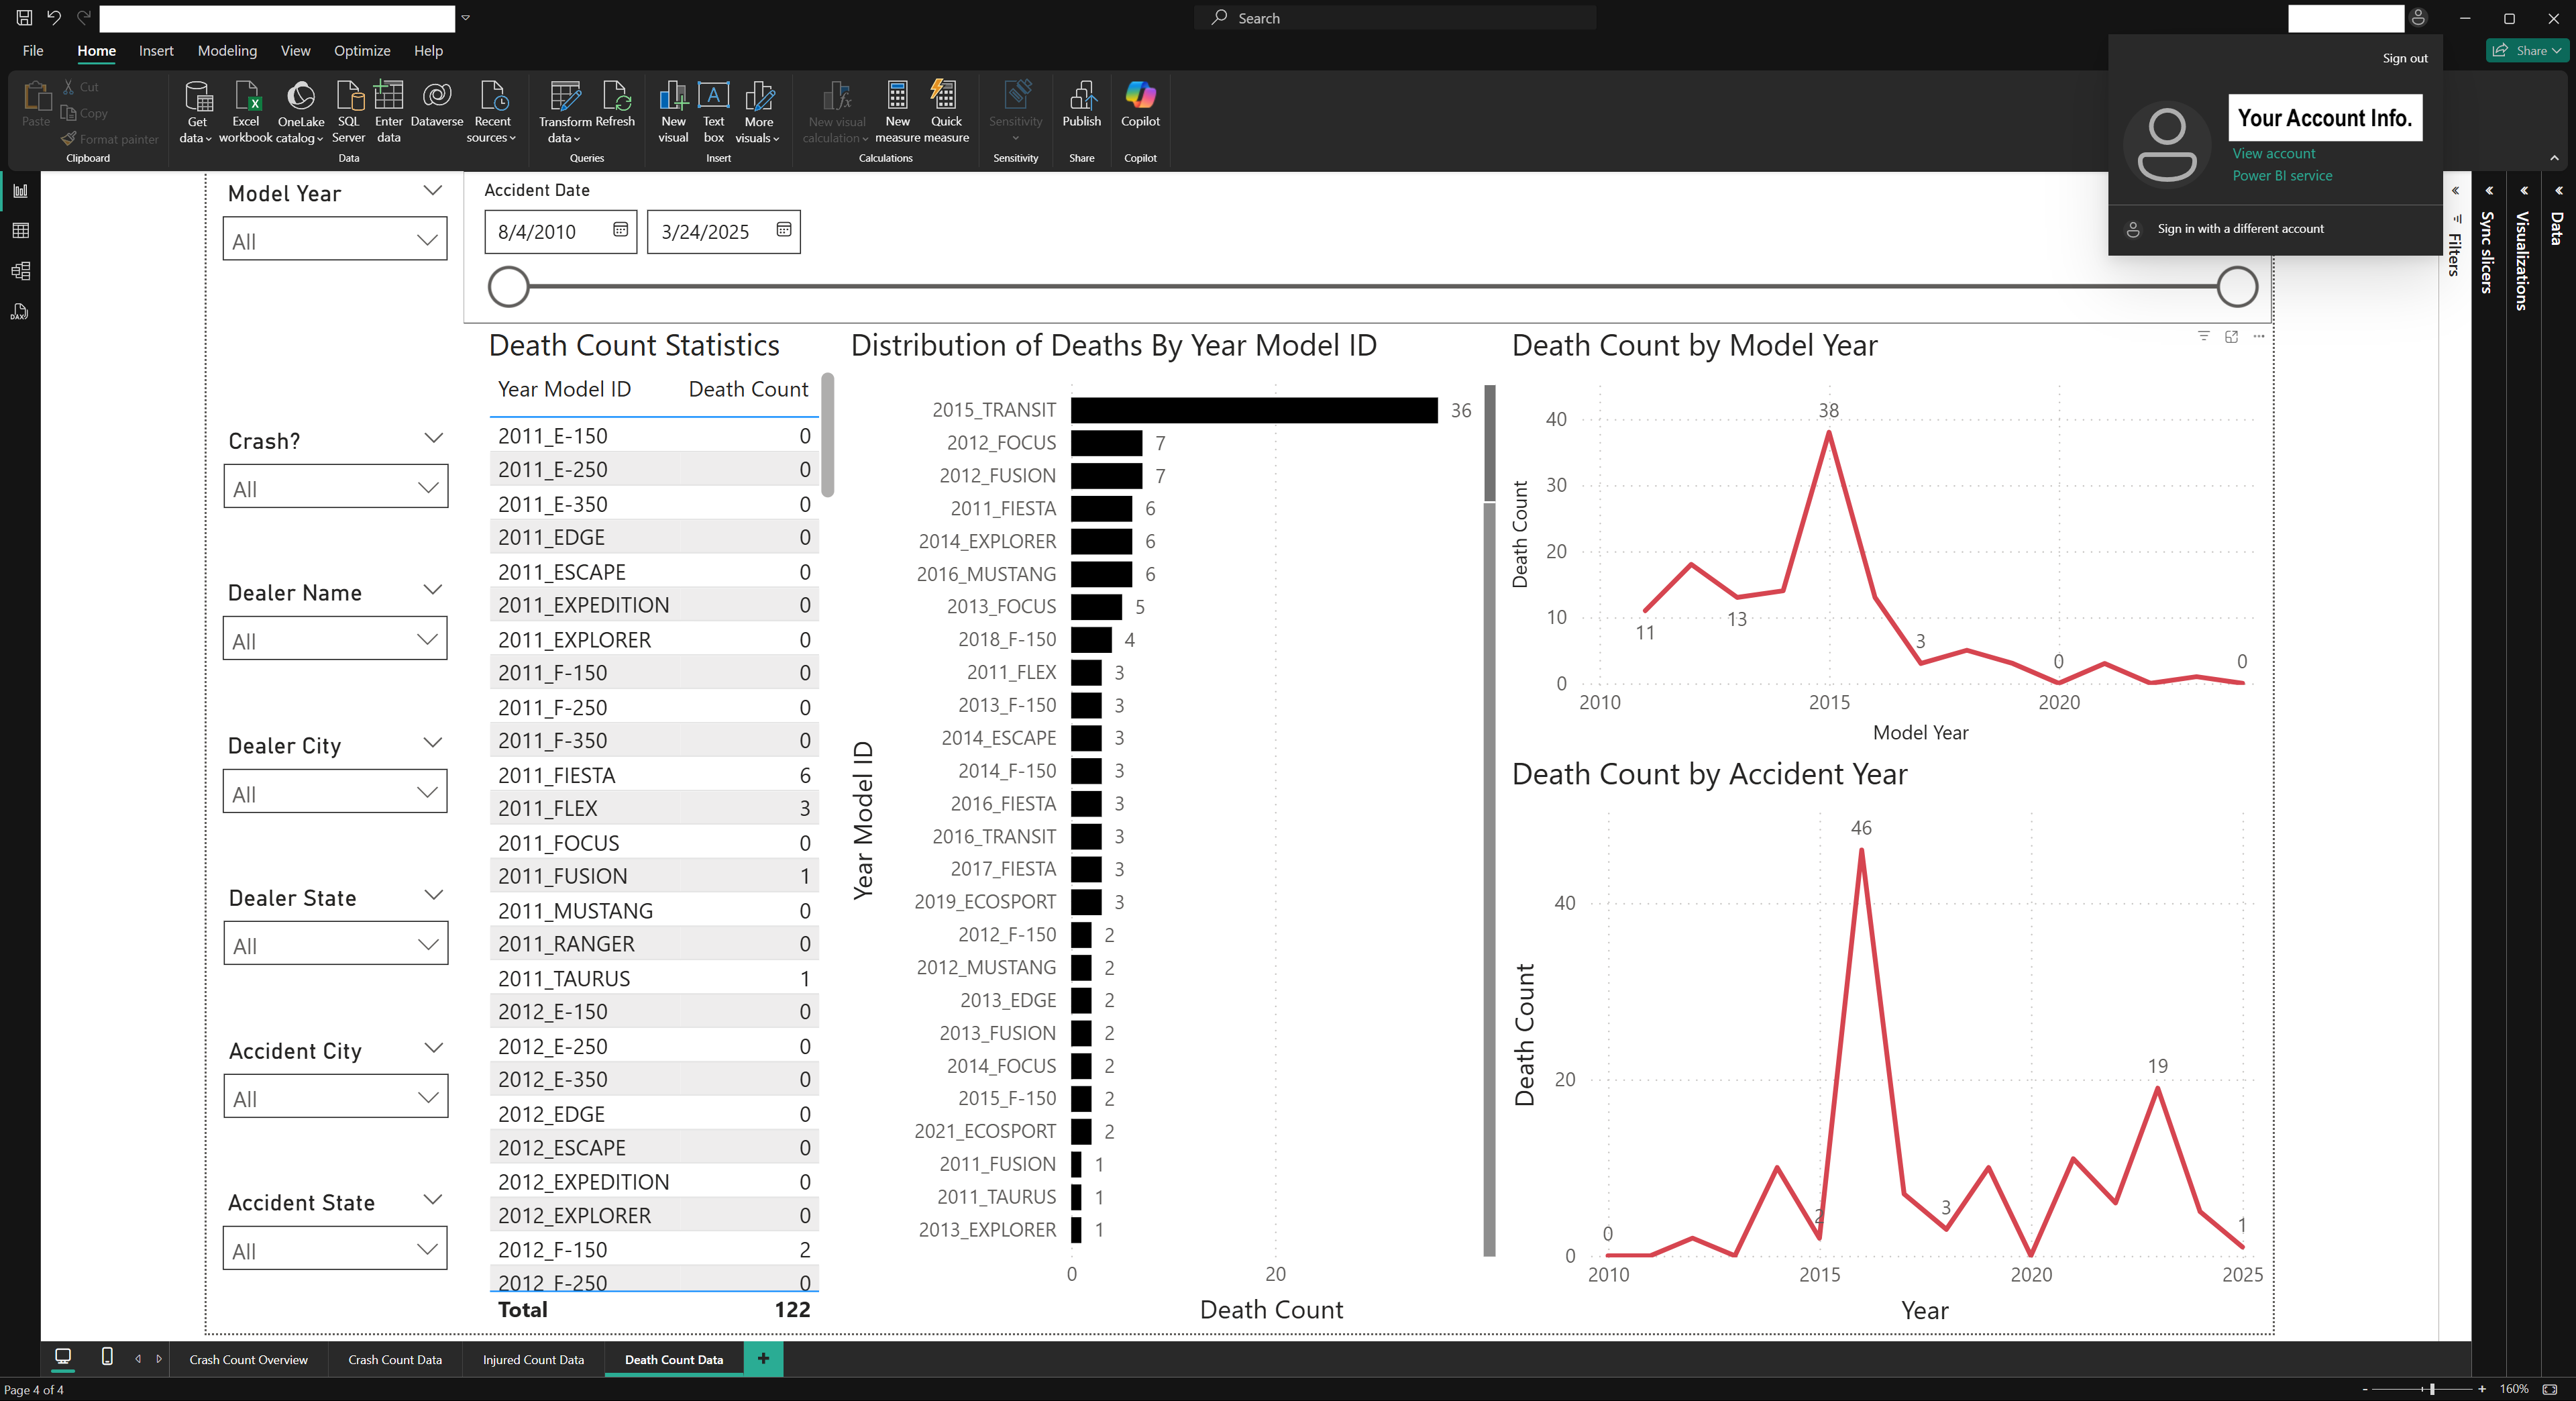 Search
File Home Insert Modeling View Optimize Help
Share
Sign out
Your Account Info.
View account
Power BI service
Sign in with a different account
Paste
Cut
Copy
Format painter
Clipboard
Get data
Excel workbook
OneLake catalog
SQL Server
Enter data
Dataverse
Recent sources
Data
Transform data
Refresh
Queries
New visual
Text box
More visuals
Insert
New visual calculation
New measure
Quick measure
Calculations
Sensitivity
Sensitivity
Publish
Share
Copilot
Copilot
Filters
Sync slicers
Visualizations
Data
DAX
Model Year
All
Crash?
All
Dealer Name
All
Dealer City
All
Dealer State
All
Accident City
All
Accident State
All
Accident Date
8/4/2010 3/24/2025
Death Count Statistics
Year Model ID Death Count
2011_E-150 0
2011_E-250 0
2011_E-350 0
2011_EDGE 0
2011_ESCAPE 0
2011_EXPEDITION 0
2011_EXPLORER 0
2011_F-150 0
2011_F-250 0
2011_F-350 0
2011_FIESTA 6
2011_FLEX 3
2011_FOCUS 0
2011_FUSION 1
2011_MUSTANG 0
2011_RANGER 0
2011_TAURUS 1
2012_E-150 0
2012_E-250 0
2012_E-350 0
2012_EDGE 0
2012_ESCAPE 0
2012_EXPEDITION 0
2012_EXPLORER 0
2012_F-150 2
2012_F-250 0
Total 122
Distribution of Deaths By Year Model ID
Year Model ID
2015_TRANSIT 36
2012_FOCUS 7
2012_FUSION 7
2011_FIESTA 6
2014_EXPLORER 6
2016_MUSTANG 6
2013_FOCUS 5
2018_F-150 4
2011_FLEX 3
2013_F-150 3
2014_ESCAPE 3
2014_F-150 3
2016_FIESTA 3
2016_TRANSIT 3
2017_FIESTA 3
2019_ECOSPORT 3
2012_F-150 2
2012_MUSTANG 2
2013_EDGE 2
2013_FUSION 2
2014_FOCUS 2
2015_F-150 2
2021_ECOSPORT 2
2011_FUSION 1
2011_TAURUS 1
2013_EXPLORER 1
0 20
Death Count
Death Count by Model Year
Death Count
40
30
20
10
0
38
11
13
3
0
0
2010 2015 2020
Model Year
Death Count by Accident Year
Death Count
40
20
0
46
19
0
2
3
1
2010 2015 2020 2025
Year
Crash Count Overview Crash Count Data Injured Count Data Death Count Data +
Page 4 of 4
- + 160%